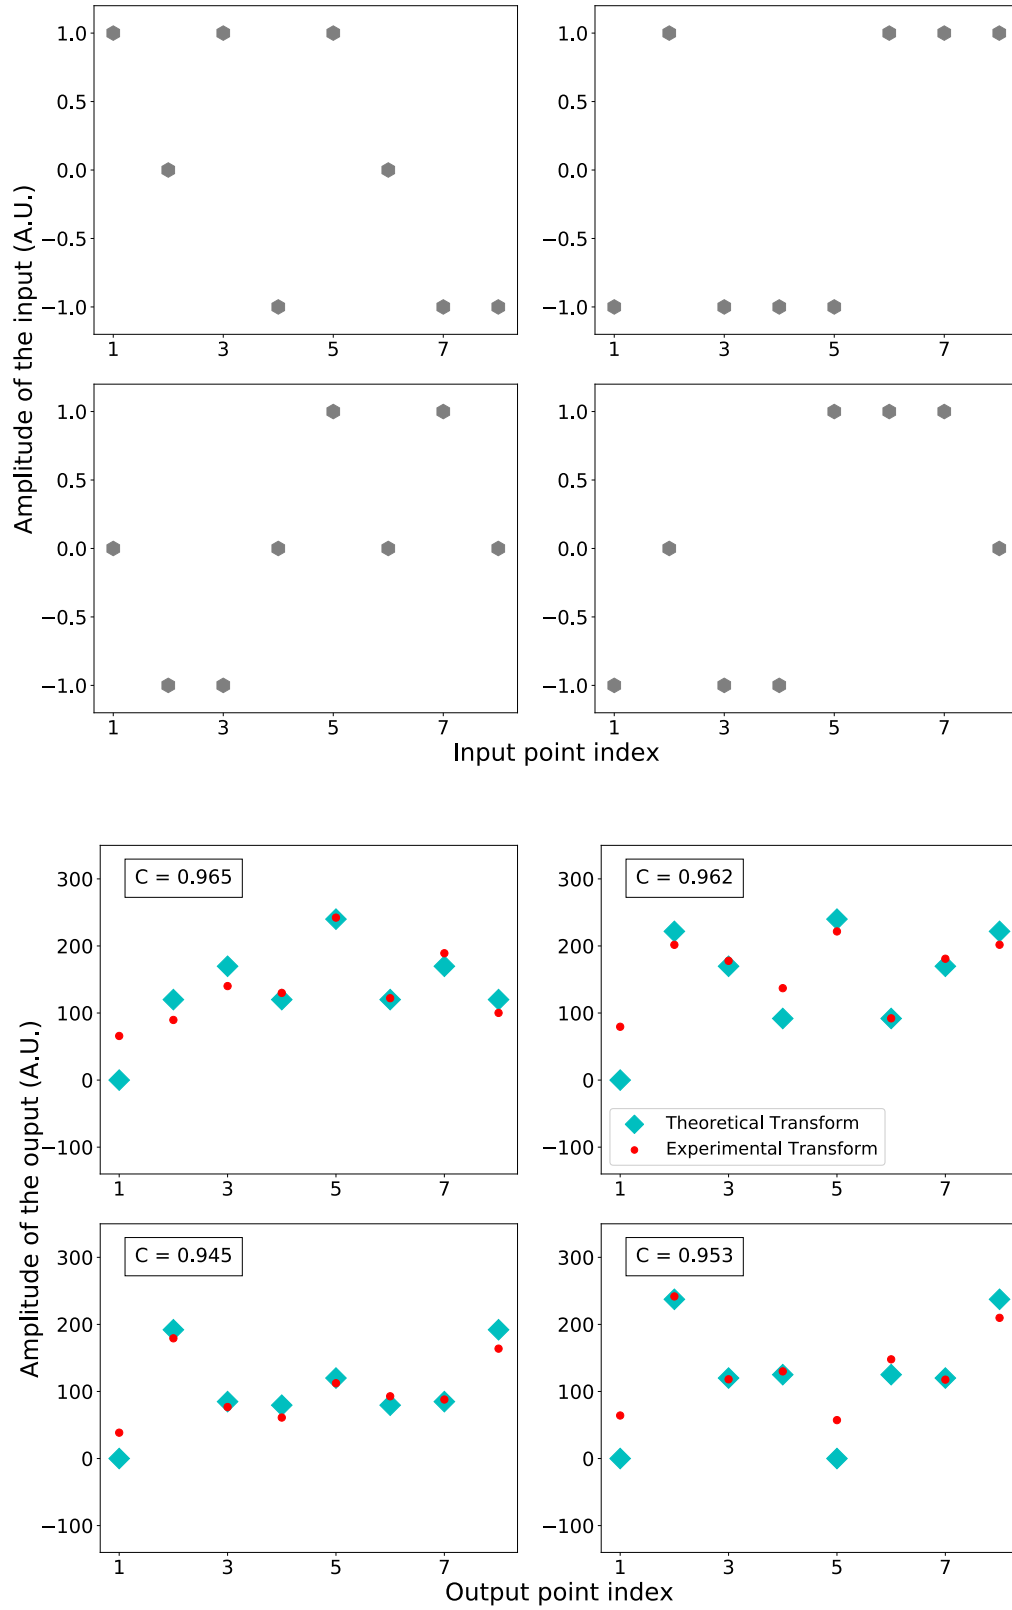 Amplitude of the input (A.U.)
1.0
0.5
0.0
−0.5
−1.0
1 3 5 7
1.0
0.5
0.0
−0.5
−1.0
1 3 5 7
1.0
0.5
0.0
−0.5
−1.0
1 3 5 7
1.0
0.5
0.0
−0.5
−1.0
1 3 5 7
Input point index
Amplitude of the ouput (A.U.)
C = 0.965
300
200
100
0
−100
1 3 5 7
C = 0.962
300
200
100
0
−100
Theoretical Transform
Experimental Transform
1 3 5 7
C = 0.945
300
200
100
0
−100
1 3 5 7
C = 0.953
300
200
100
0
−100
1 3 5 7
Output point index